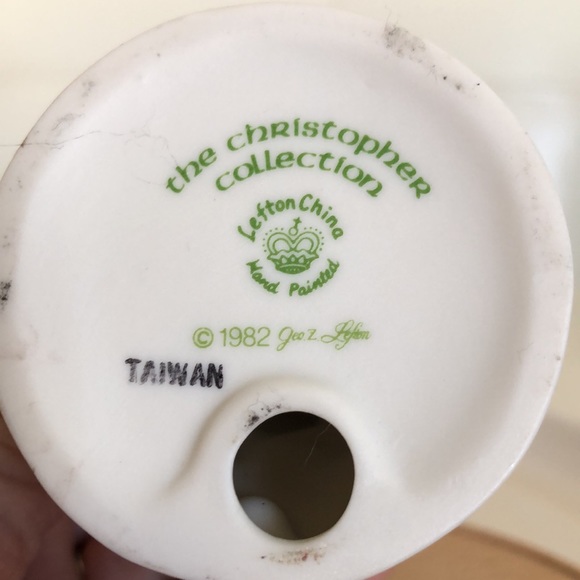 the christopher
collection
Lefton China
Hand Painted
© 1982 Geo. Z. Lefton
TAIWAN